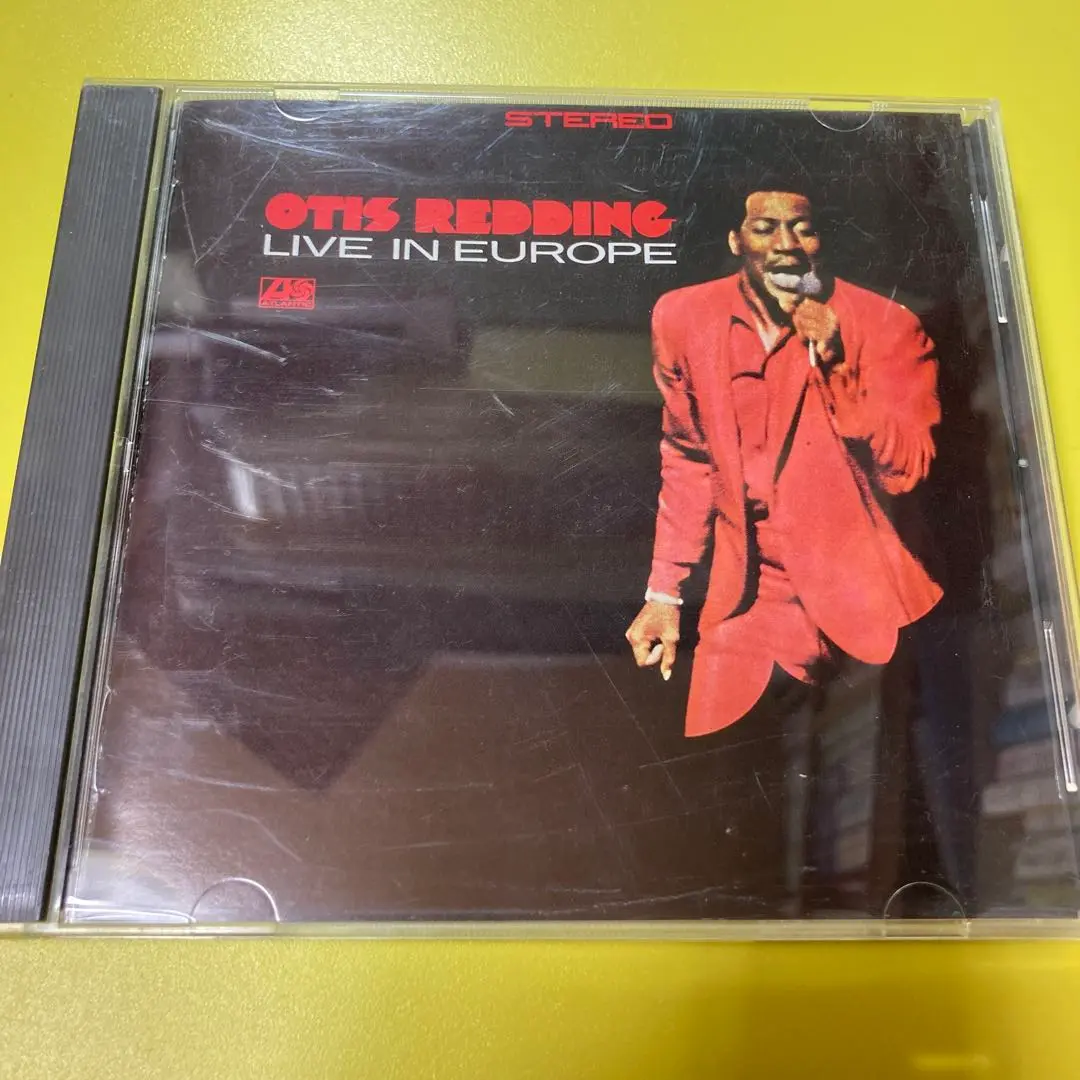 STEREO
OTIS REDDING
LIVE IN EUROPE
ATLANTIC